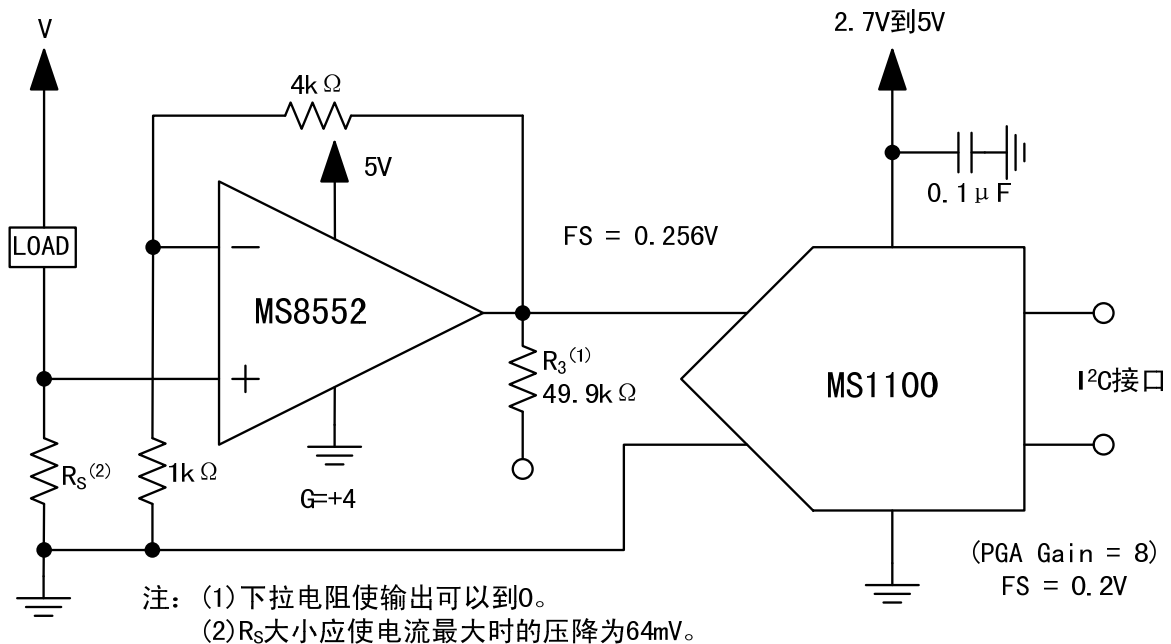 V
2.7V到5V
4kΩ
5V
0.1μF
FS = 0.256V
LOAD
−
MS8552
+
R3(1)
49.9kΩ
MS1100
I²C接口
RS(2)
1kΩ
G=+4
(PGA Gain = 8)
FS = 0.2V
注：(1)下拉电阻使输出可以到0。
(2)RS大小应使电流最大时的压降为64mV。